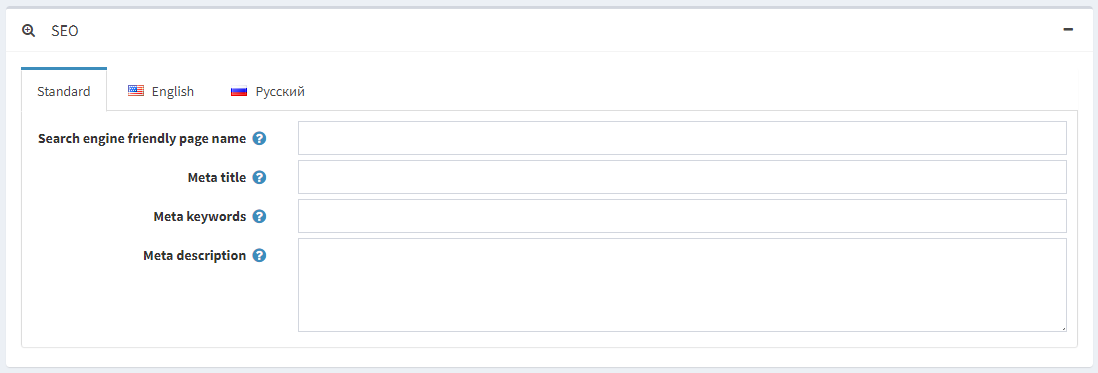 SEO
Standard English Русский
Search engine friendly page name
Meta title
Meta keywords
Meta description